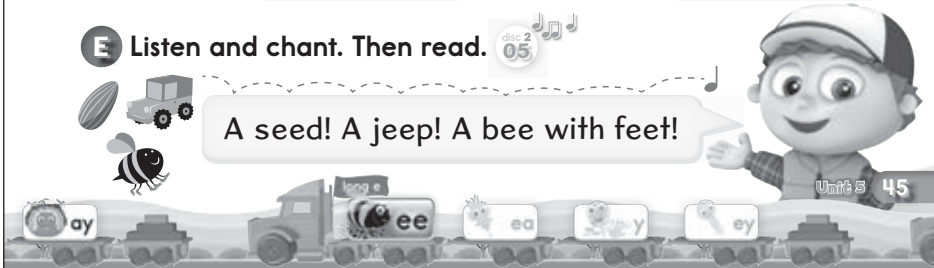 E Listen and chant. Then read.
disc 2
05
A seed! A jeep! A bee with feet!
Unit 5 45
long e
ay ee ea y ey